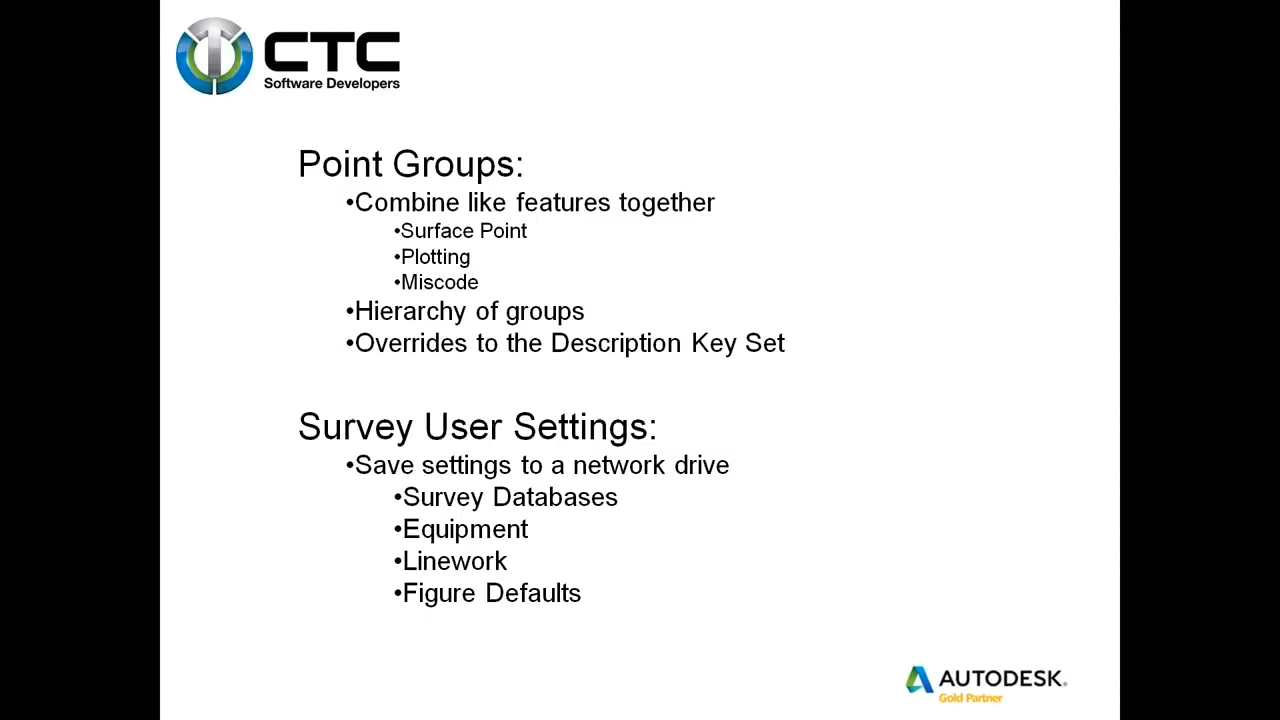 CTC
Software Developers
Point Groups:
•Combine like features together
•Surface Point
•Plotting
•Miscode
•Hierarchy of groups
•Overrides to the Description Key Set
Survey User Settings:
•Save settings to a network drive
•Survey Databases
•Equipment
•Linework
•Figure Defaults
AUTODESK.
Gold Partner